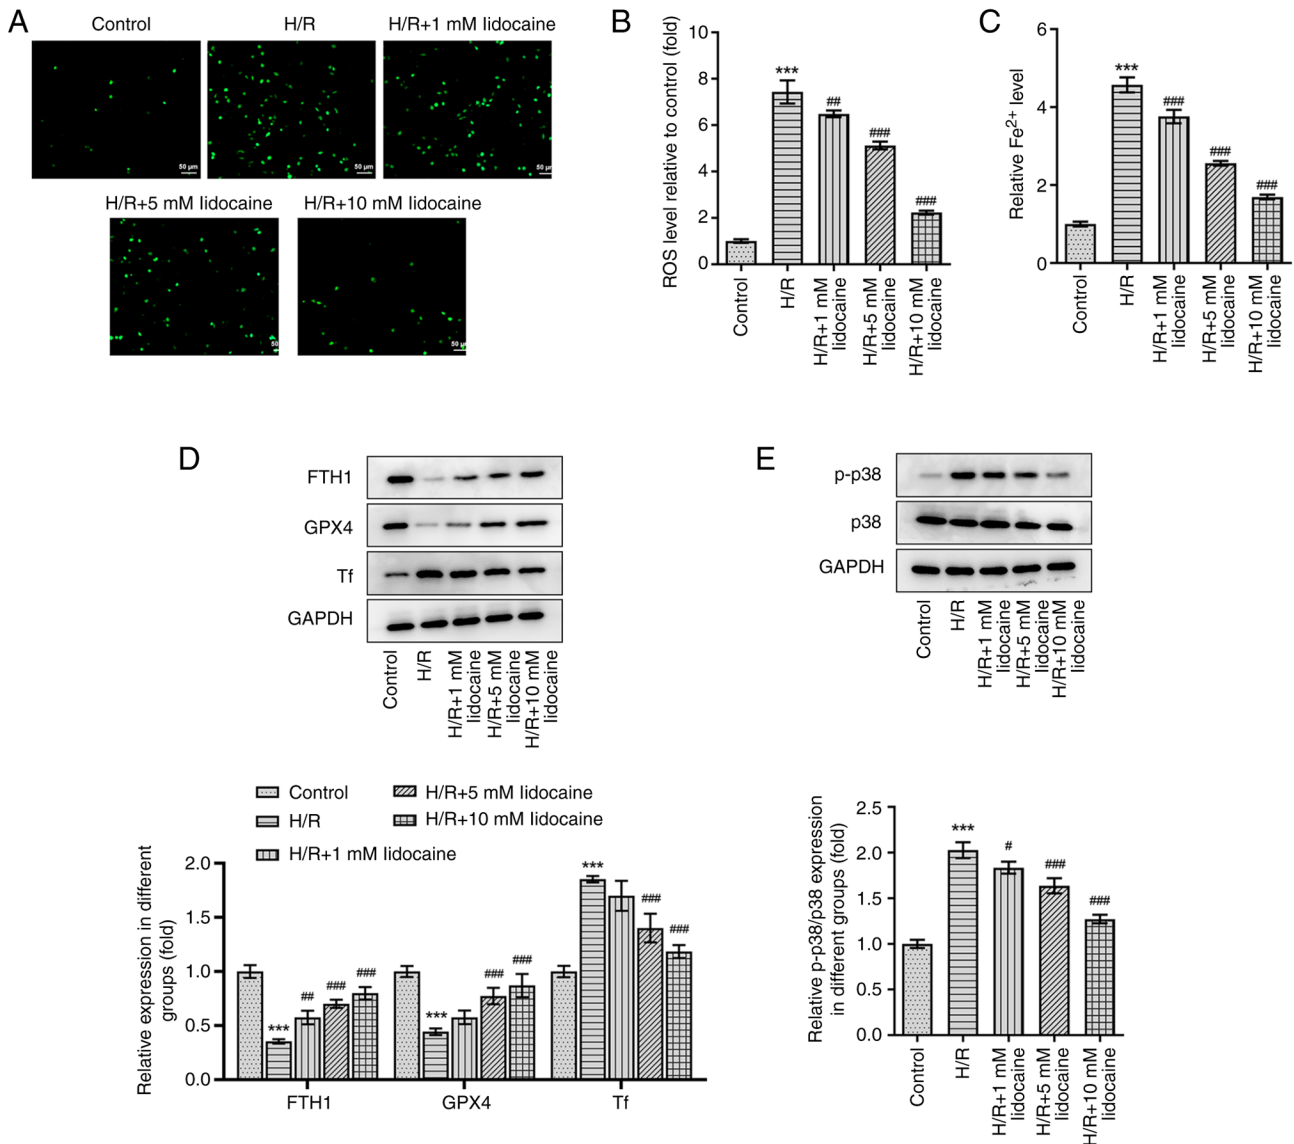 A
Control
H/R
H/R+1 mM lidocaine
50 µm
50 µm
50 µm
H/R+5 mM lidocaine
H/R+10 mM lidocaine
50
50 µ
B
ROS level relative to control (fold)
10
8
6
4
2
0
***
##
###
###
Control
H/R
H/R+1 mM
lidocaine
H/R+5 mM
lidocaine
H/R+10 mM
lidocaine
C
Relative Fe2+ level
6
4
2
0
***
###
###
###
Control
H/R
H/R+1 mM
lidocaine
H/R+5 mM
lidocaine
H/R+10 mM
lidocaine
D
FTH1
GPX4
Tf
GAPDH
Control
H/R
H/R+1 mM
lidocaine
H/R+5 mM
lidocaine
H/R+10 mM
lidocaine
Control
H/R
H/R+1 mM lidocaine
H/R+5 mM lidocaine
H/R+10 mM lidocaine
Relative expression in different
groups (fold)
2.0
1.5
1.0
0.5
0.0
***
##
###
###
***
###
###
***
###
###
FTH1
GPX4
Tf
E
p-p38
p38
GAPDH
Control
H/R
H/R+1 mM
lidocaine
H/R+5 mM
lidocaine
H/R+10 mM
lidocaine
Relative p-p38/p38 expression
in different groups (fold)
2.5
2.0
1.5
1.0
0.5
0.0
***
#
###
###
Control
H/R
H/R+1 mM
lidocaine
H/R+5 mM
lidocaine
H/R+10 mM
lidocaine